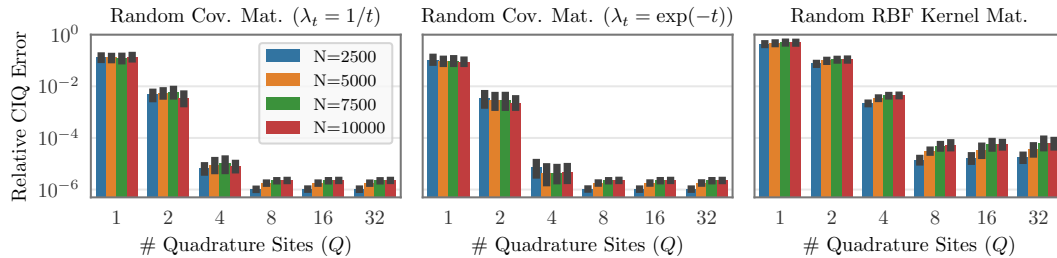 Random Cov. Mat. (λ_t = 1/t)
Random Cov. Mat. (λ_t = exp(−t))
Random RBF Kernel Mat.
Relative CIQ Error
10^0
10^−2
10^−4
10^−6
N=2500
N=5000
N=7500
N=10000
1 2 4 8 16 32
1 2 4 8 16 32
1 2 4 8 16 32
# Quadrature Sites (Q)
# Quadrature Sites (Q)
# Quadrature Sites (Q)